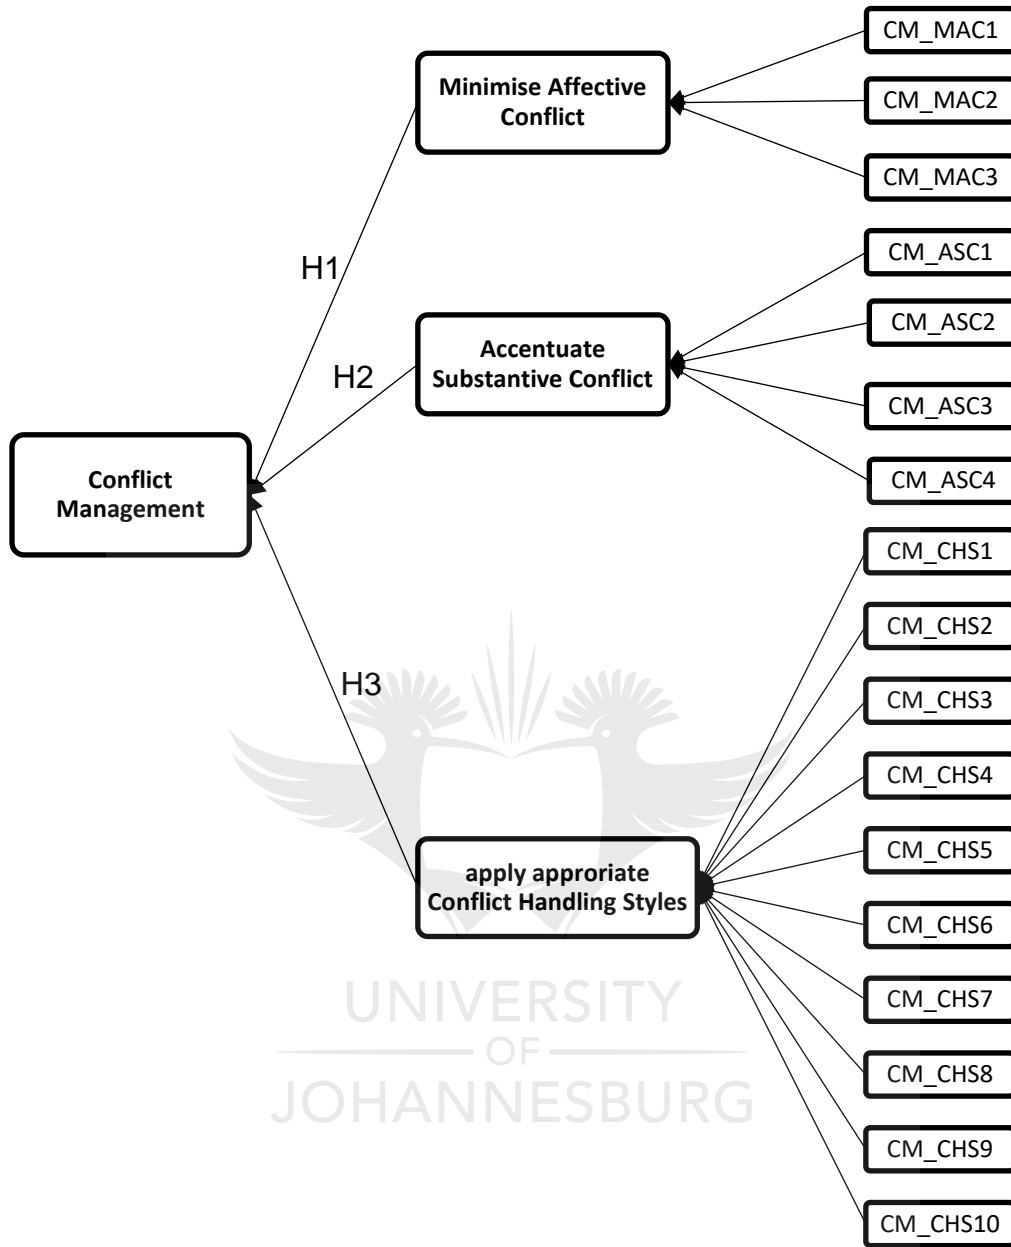 CM_MAC1
Minimise Affective
Conflict
CM_MAC2
CM_MAC3
H1
CM_ASC1
Accentuate
Substantive Conflict
CM_ASC2
H2
CM_ASC3
Conflict
Management
CM_ASC4
CM_CHS1
CM_CHS2
H3
CM_CHS3
CM_CHS4
apply approriate
Conflict Handling Styles
CM_CHS5
CM_CHS6
CM_CHS7
CM_CHS8
CM_CHS9
CM_CHS10
UNIVERSITY
OF
JOHANNESBURG